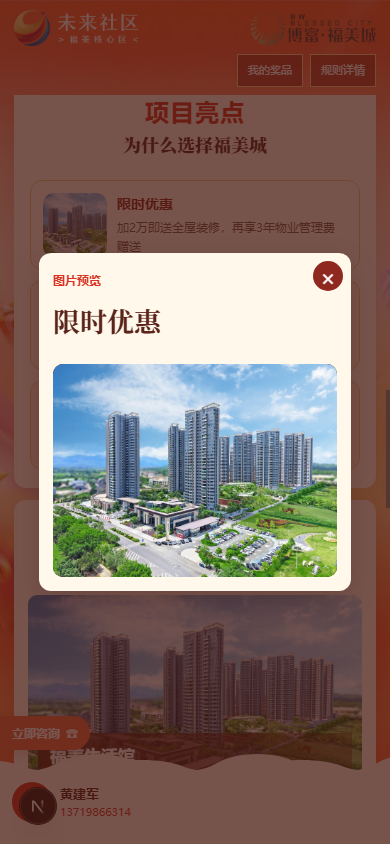 未来社区
> 福莱核心区 <
BLESSED CITY
博富·福美城
我的奖品
规则详情
项目亮点
为什么选择福美城
限时优惠
加2万即送全屋装修，再享3年物业管理费
赠送
图片预览
×
限时优惠
立即咨询 ☎
福美生活馆
N
黄建军
13719866314